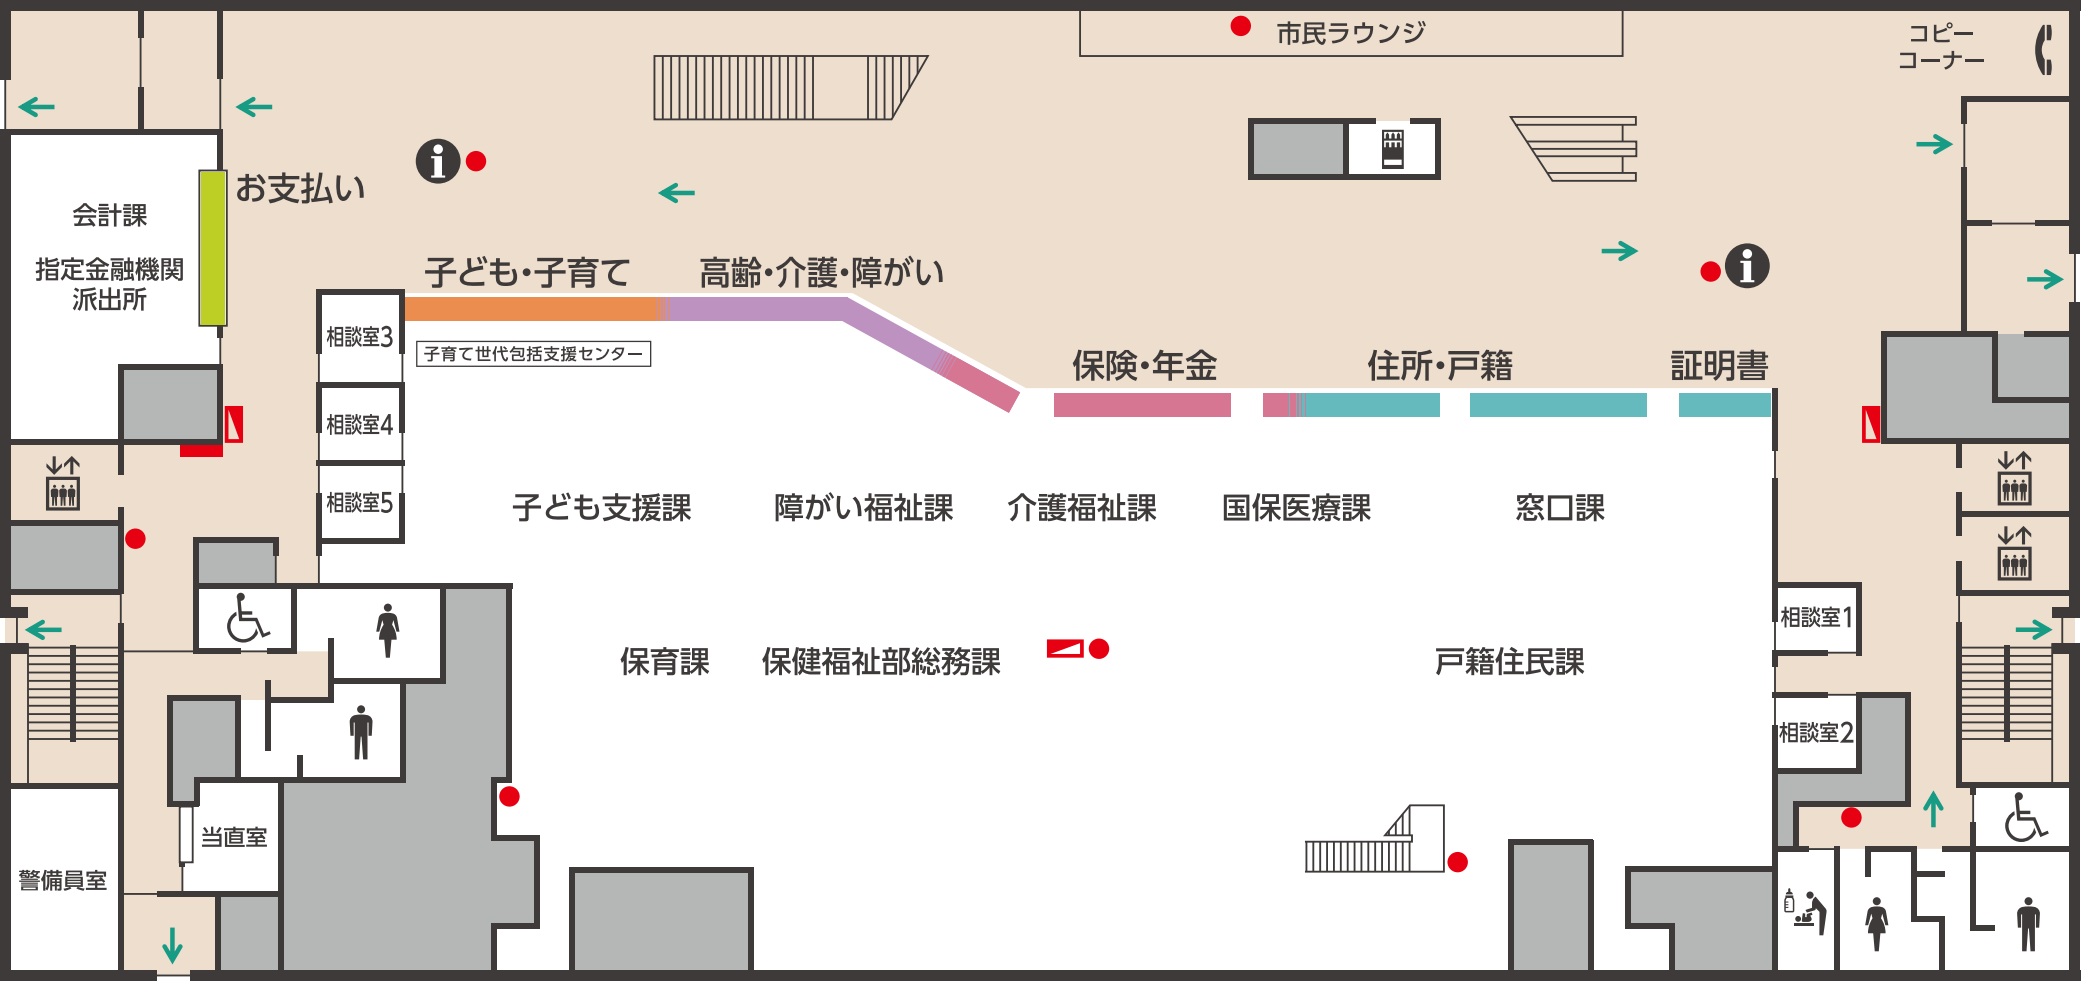 市民ラウンジ
コピー
コーナー
会計課
お支払い
指定金融機関
派出所
子ども・子育て
高齢・介護・障がい
相談室3
子育て世代包括支援センター
保険・年金
住所・戸籍
証明書
相談室4
相談室5
子ども支援課
障がい福祉課
介護福祉課
国保医療課
窓口課
相談室1
保育課
保健福祉部総務課
戸籍住民課
相談室2
当直室
警備員室